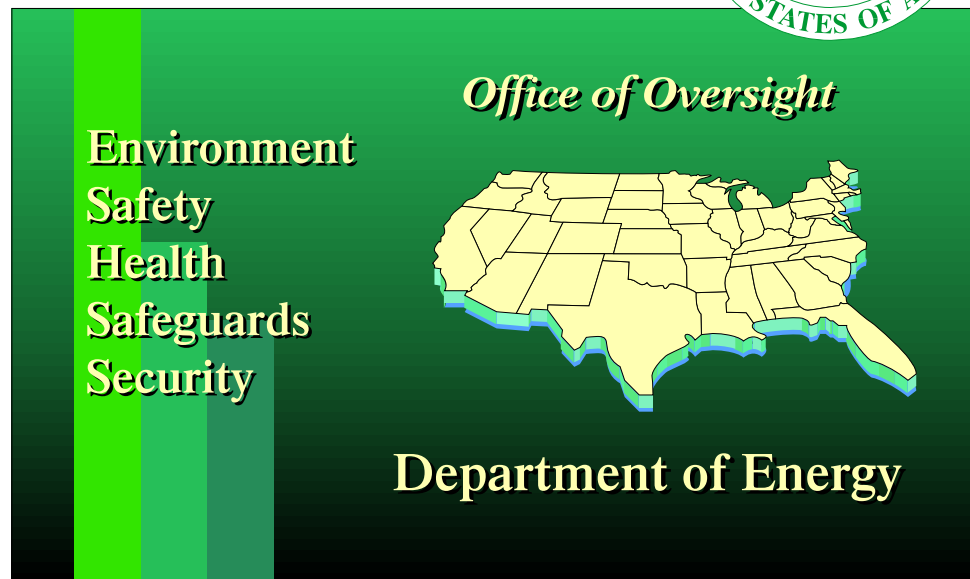 STATES OF
Office of Oversight
Environment
Safety
Health
Safeguards
Security
Department of Energy